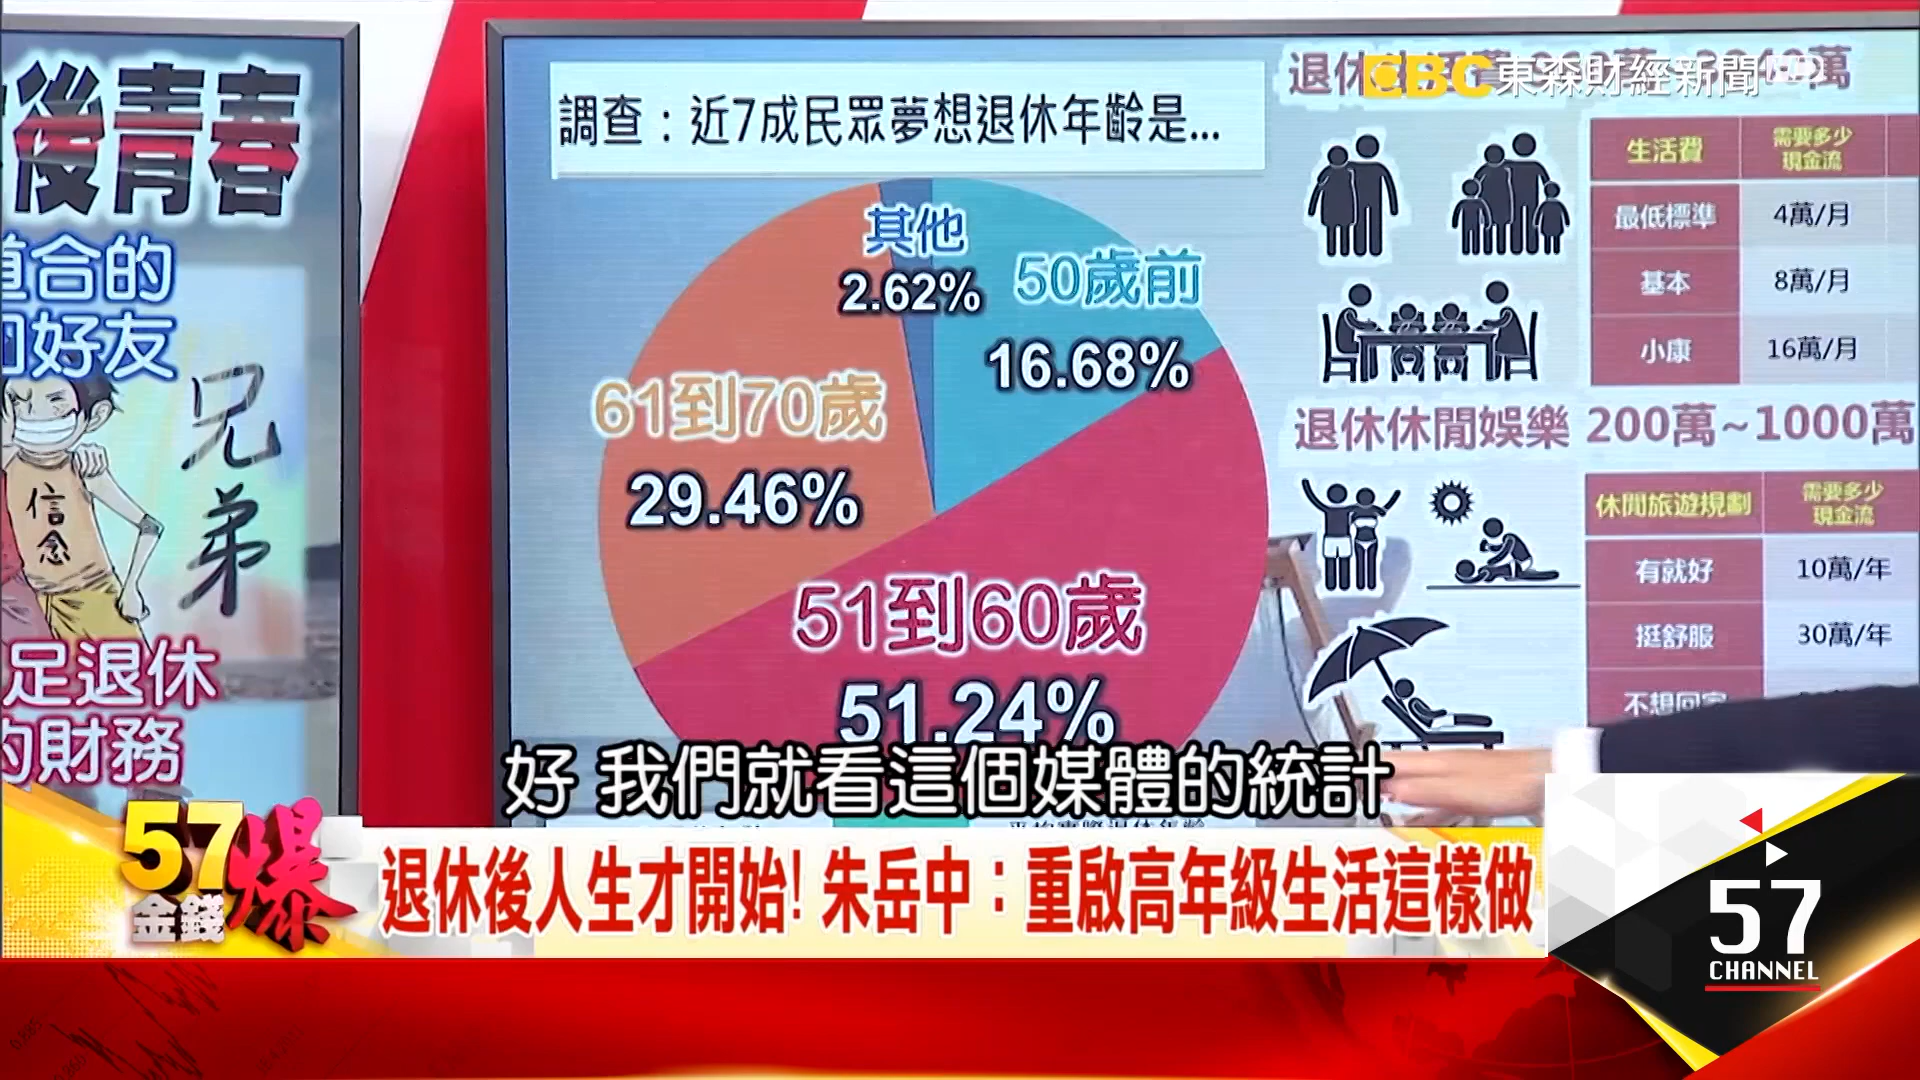 後青春
合的
好友
兄弟
信念
足退休
的財務
調查：近7成民眾夢想退休年齡是...
其他
2.62%
50歲前
16.68%
61到70歲
29.46%
51到60歲
51.24%
EBC東森財經新聞
生活費
需要多少
現金流
最低標準
4萬/月
基本
8萬/月
小康
16萬/月
退休休閒娛樂 200萬~1000萬
休閒旅遊規劃
需要多少
現金流
有就好
10萬/年
挺舒服
30萬/年
不想回家
好 我們就看這個媒體的統計
57
金錢爆
退休後人生才開始! 朱岳中：重啟高年級生活這樣做
57
CHANNEL